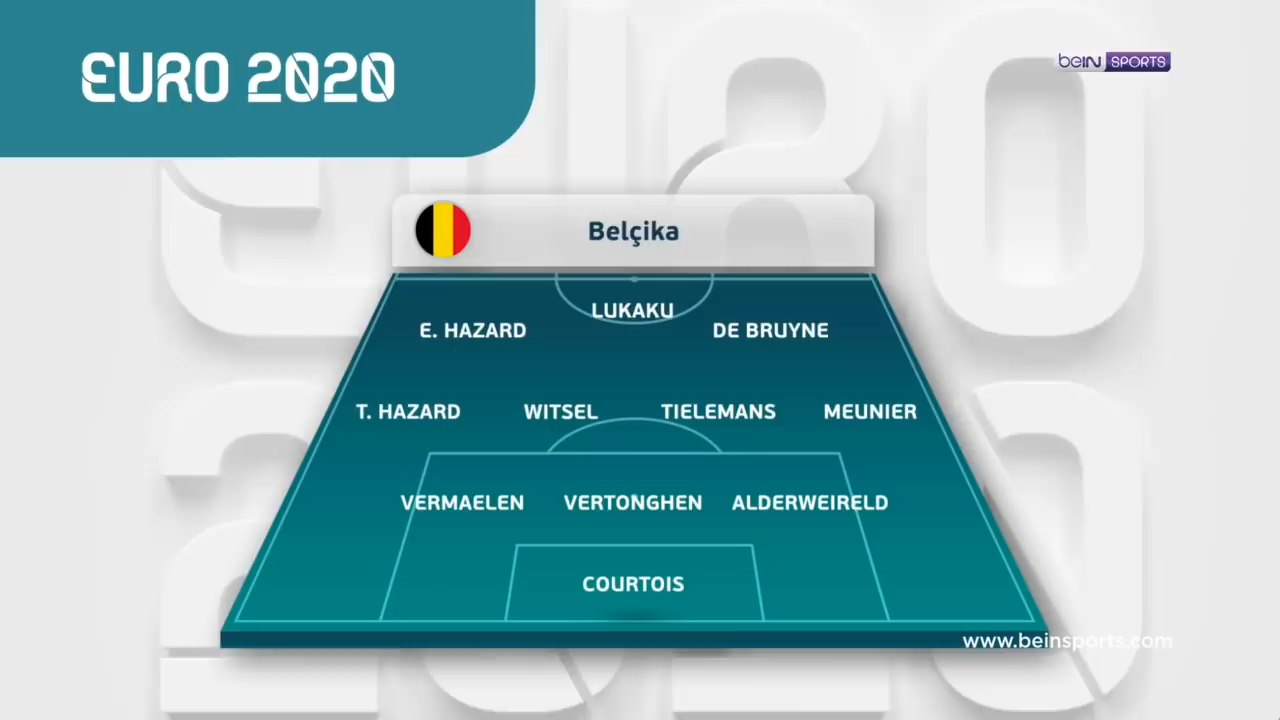 EURO 2020
beIN SPORTS
Belçika
LUKAKU
E. HAZARD DE BRUYNE
T. HAZARD WITSEL TIELEMANS MEUNIER
VERMAELEN VERTONGHEN ALDERWEIRELD
COURTOIS
www.beinsports.com